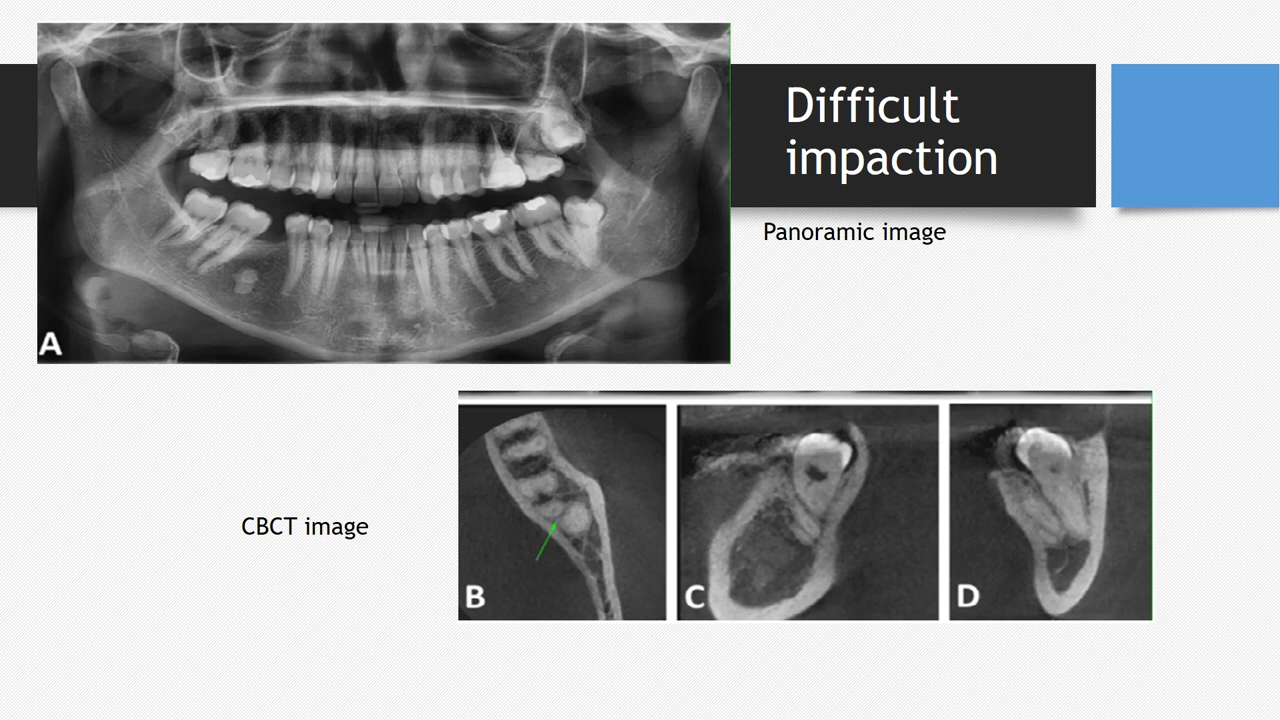 Difficult
impaction
Panoramic image
A
CBCT image
B
C
D